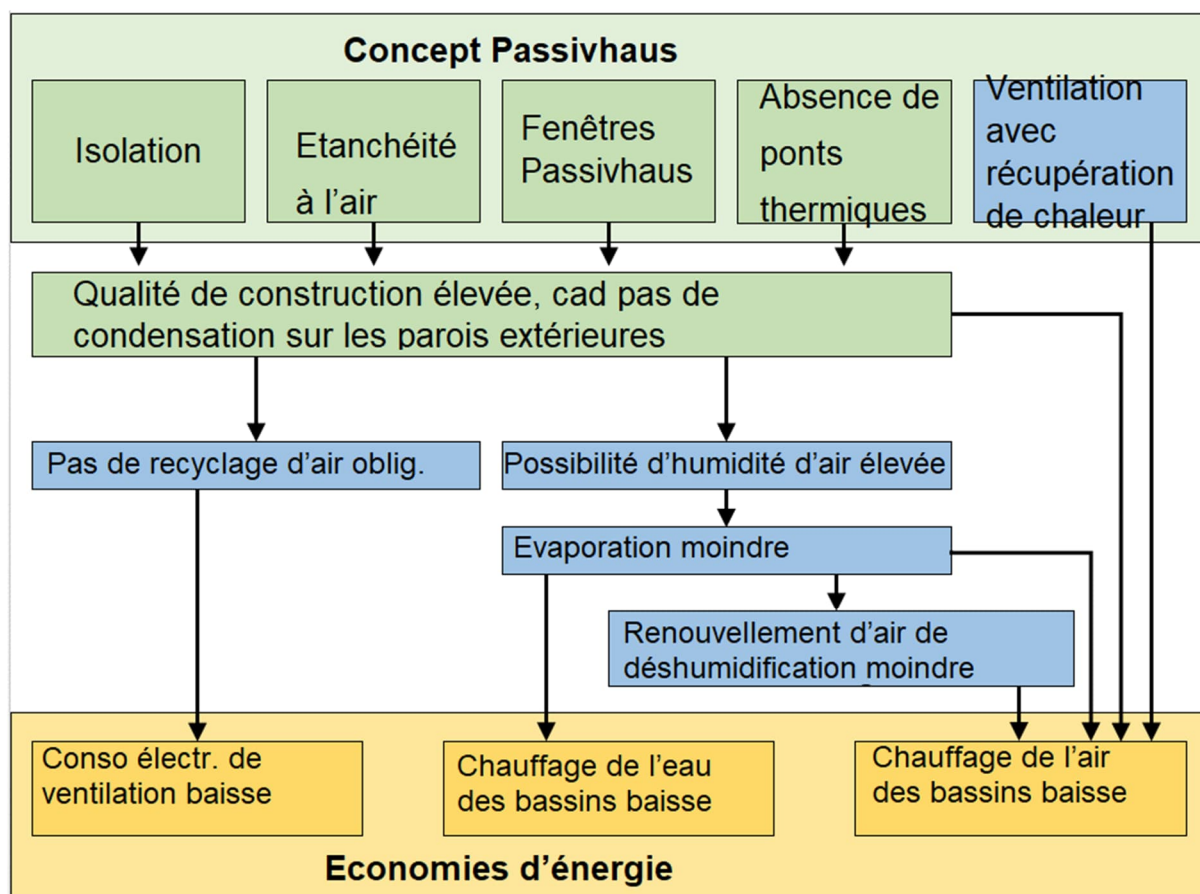 Concept Passivhaus
Isolation
Etanchéité
à l'air
Fenêtres
Passivhaus
Absence de
ponts
thermiques
Ventilation
avec
récupération
de chaleur
Qualité de construction élevée, cad pas de
condensation sur les parois extérieures
Pas de recyclage d'air oblig.
Possibilité d'humidité d'air élevée
Evaporation moindre
Renouvellement d'air de
déshumidification moindre
Conso électr. de
ventilation baisse
Chauffage de l'eau
des bassins baisse
Chauffage de l'air
des bassins baisse
Economies d'énergie